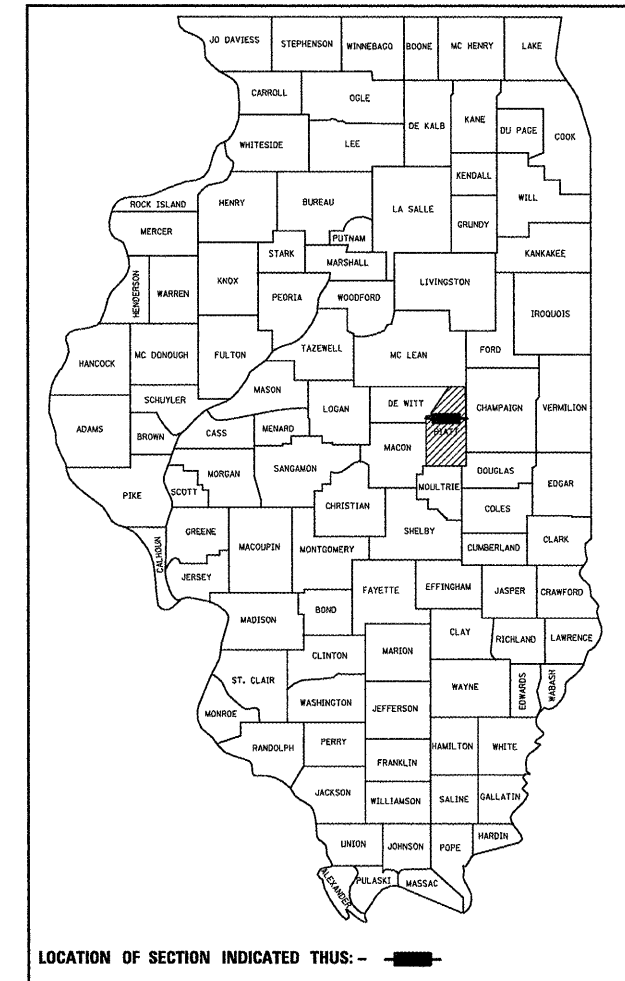 JO DAVIESS STEPHENSON WINNEBAGO BOONE MC HENRY LAKE
CARROLL OGLE DE KALB KANE DU PAGE COOK
WHITESIDE LEE KENDALL WILL
ROCK ISLAND HENRY BUREAU LA SALLE GRUNDY
MERCER PUTNAM KANKAKEE
STARK MARSHALL
HENDERSON WARREN KNOX PEORIA WOODFORD LIVINGSTON IROQUOIS
HANCOCK MC DONOUGH FULTON TAZEWELL MC LEAN FORD
MASON
SCHUYLER LOGAN DE WITT CHAMPAIGN VERMILION
ADAMS BROWN CASS MENARD PIATT
MACON
PIKE SCOTT MORGAN SANGAMON MOULTRIE DOUGLAS EDGAR
CHRISTIAN COLES
GREENE MACOUPIN MONTGOMERY SHELBY CUMBERLAND CLARK
CALHOUN JERSEY
FAYETTE EFFINGHAM JASPER CRAWFORD
MADISON BOND
CLINTON MARION CLAY RICHLAND LAWRENCE
ST. CLAIR WAYNE EDWARDS WABASH
MONROE WASHINGTON JEFFERSON
RANDOLPH PERRY HAMILTON WHITE
FRANKLIN
JACKSON WILLIAMSON SALINE GALLATIN
UNION JOHNSON POPE HARDIN
ALEXANDER PULASKI MASSAC
LOCATION OF SECTION INDICATED THUS: -